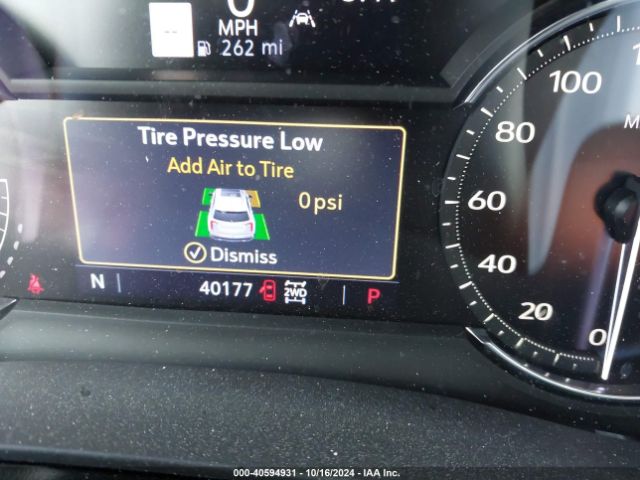 0
MPH
--
262 mi
Tire Pressure Low
Add Air to Tire
0 psi
Dismiss
N
40177
2WD
P
100
80
60
40
20
0
M
000-40594931 - 10/16/2024 - IAA Inc.